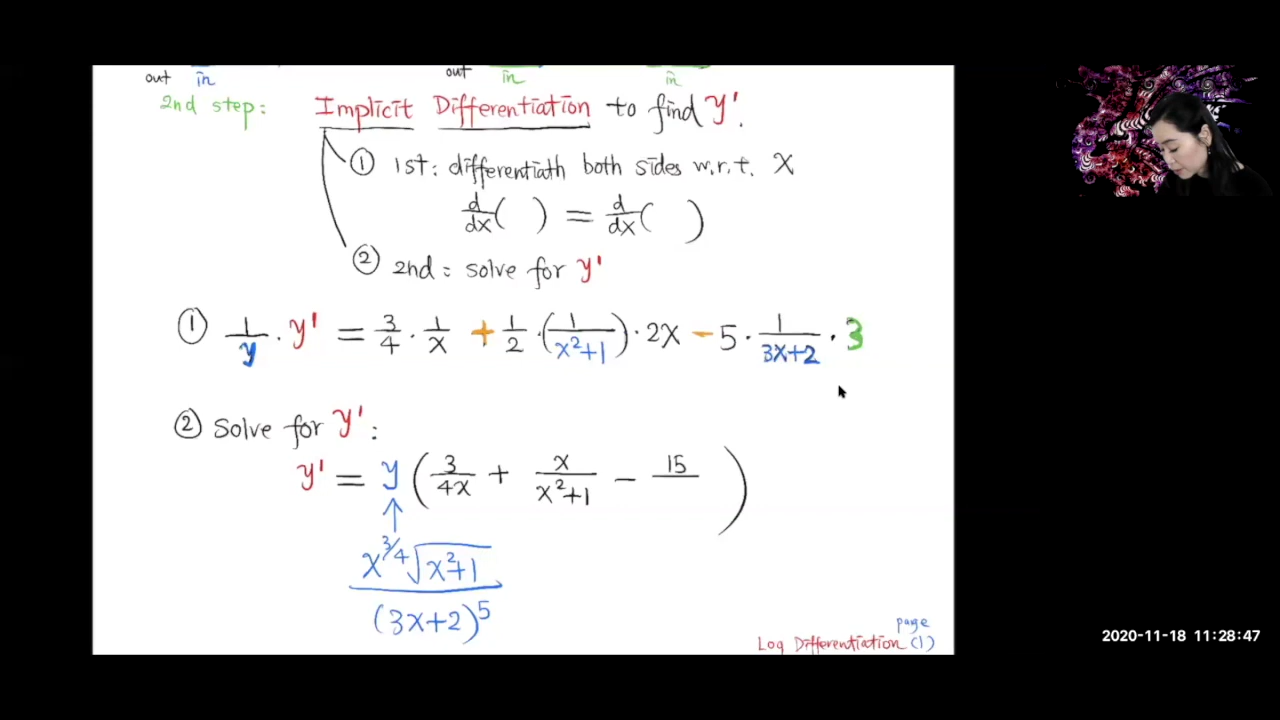 out in out in in
2nd step: Implicit Differentiation to find y'.
① 1st: differentiath both sides w.r.t. x
d/dx( ) = d/dx( )
② 2nd: solve for y'
① 1/y · y' = 3/4 · 1/x + 1/2 · (1/(x²+1)) · 2x - 5 · 1/(3x+2) · 3
② Solve for y':
y' = y (3/4x + x/(x²+1) - 15/ )
↑
x^3/4 √(x²+1)
(3x+2)^5
page
Log Differentiation (1)
2020-11-18 11:28:47